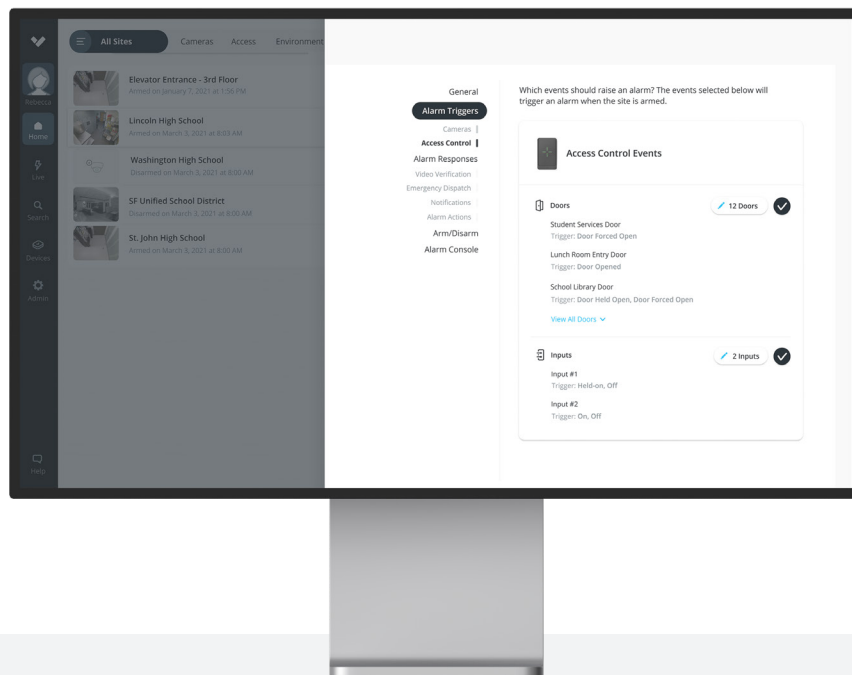 All Sites
Cameras
Access
Environment
Rebecca
Home
Live
Search
Devices
Admin
Help
Elevator Entrance - 3rd Floor
Armed on January 7, 2021 at 1:56 PM
Lincoln High School
Armed on March 3, 2021 at 8:03 AM
Washington High School
Disarmed on March 3, 2021 at 8:00 AM
SF Unified School District
Disarmed on March 3, 2021 at 8:00 AM
St. John High School
Armed on March 3, 2021 at 8:00 AM
General
Alarm Triggers
Cameras
Access Control
Alarm Responses
Video Verification
Emergency Dispatch
Notifications
Alarm Actions
Arm/Disarm
Alarm Console
Which events should raise an alarm? The events selected below will
trigger an alarm when the site is armed.
Access Control Events
Doors
12 Doors
Student Services Door
Trigger: Door Forced Open
Lunch Room Entry Door
Trigger: Door Opened
School Library Door
Trigger: Door Held Open, Door Forced Open
View All Doors
Inputs
2 Inputs
Input #1
Trigger: Held-on, Off
Input #2
Trigger: On, Off